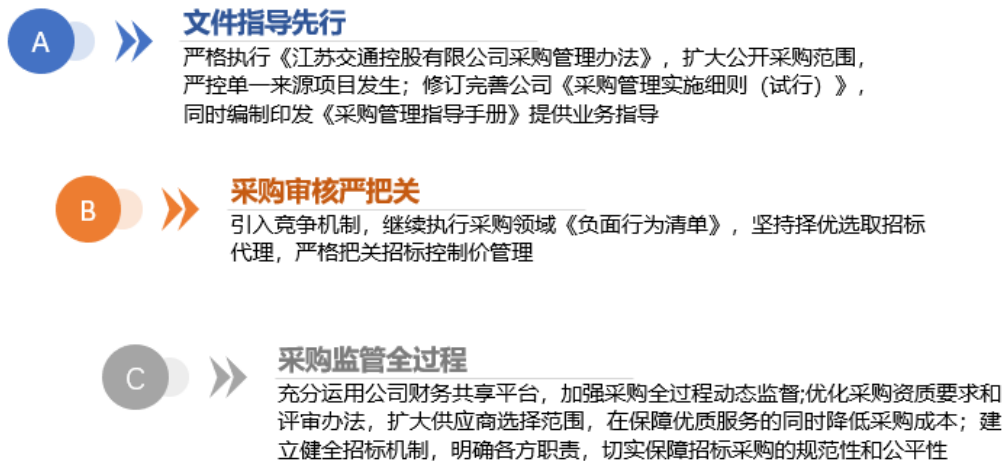 A
文件指导先行
严格执行《江苏交通控股有限公司采购管理办法》，扩大公开采购范围，
严控单一来源项目发生；修订完善公司《采购管理实施细则（试行）》，
同时编制印发《采购管理指导手册》提供业务指导
B
采购审核严把关
引入竞争机制，继续执行采购领域《负面行为清单》，坚持择优选取招标
代理，严格把关招标控制价管理
C
采购监管全过程
充分运用公司财务共享平台，加强采购全过程动态监督;优化采购资质要求和
评审办法，扩大供应商选择范围，在保障优质服务的同时降低采购成本；建
立健全招标机制，明确各方职责，切实保障招标采购的规范性和公平性